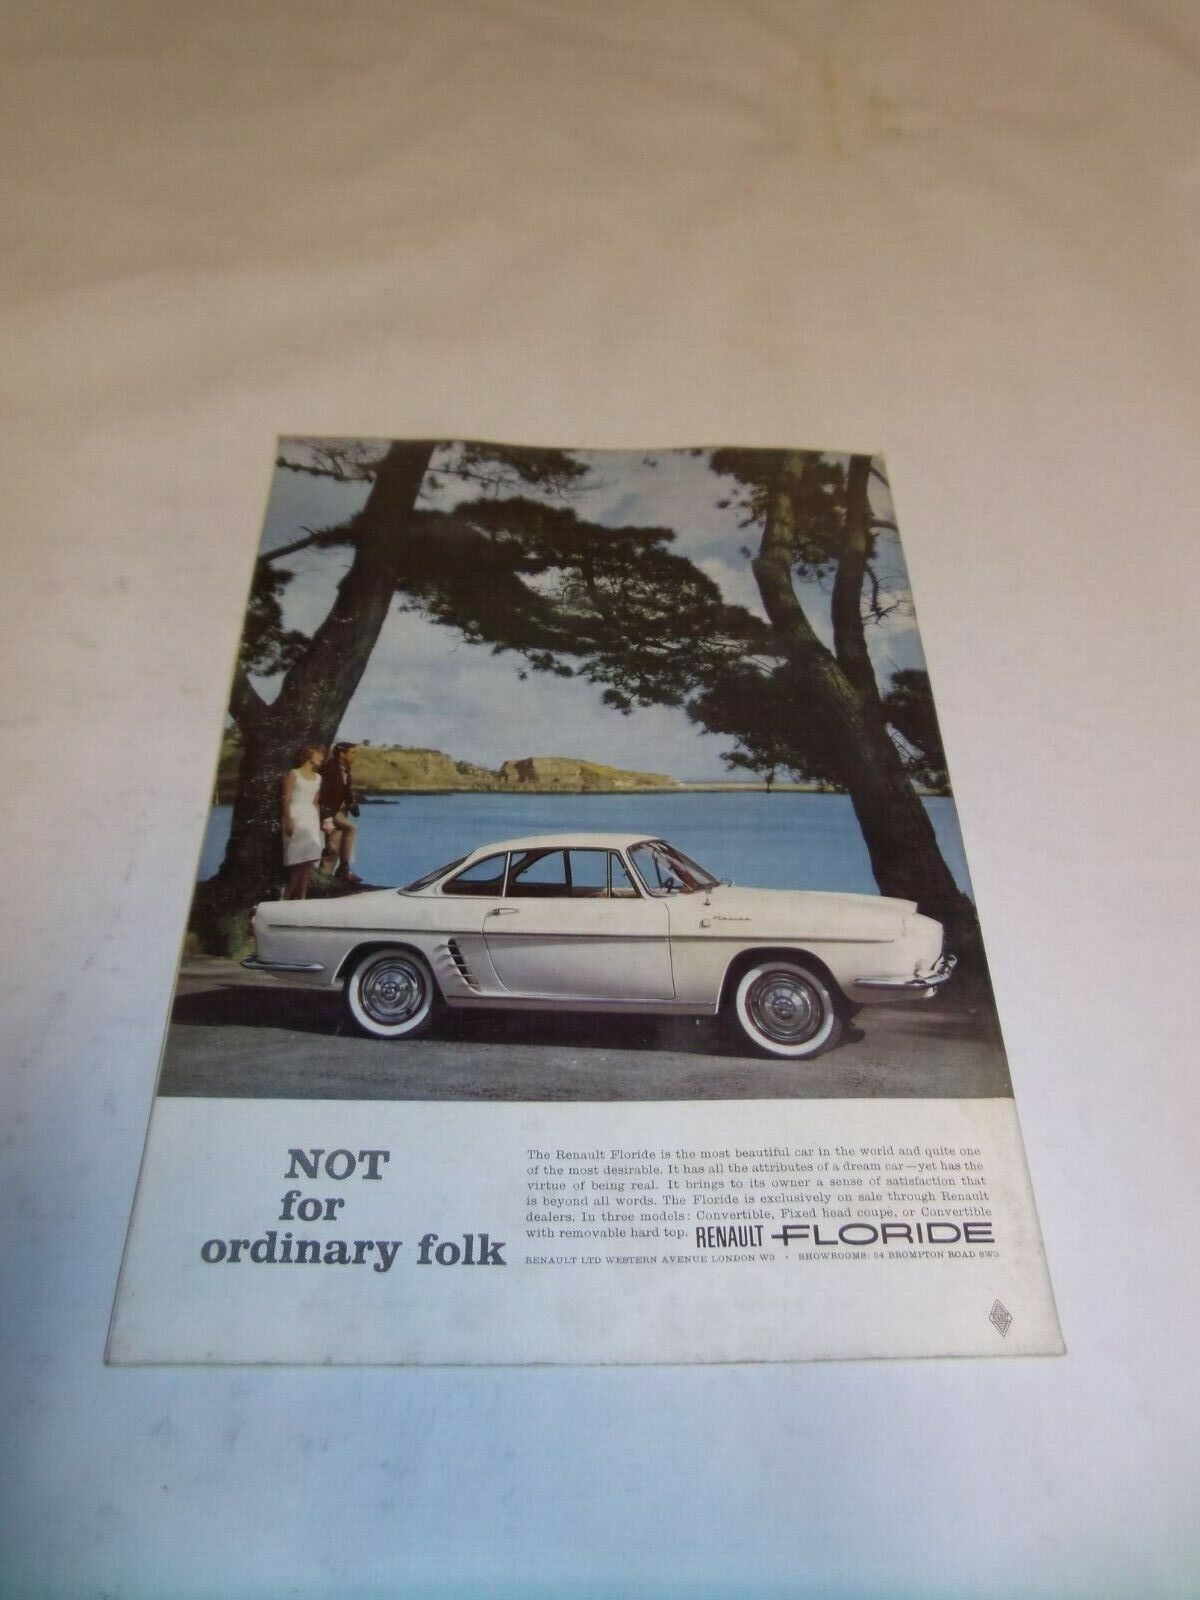 NOT
for
ordinary folk
The Renault Floride is the most beautiful car in the world and quite one
of the most desirable. It has all the attributes of a dream car—yet has the
virtue of being real. It brings to its owner a sense of satisfaction that
is beyond all words. The Floride is exclusively on sale through Renault
dealers. In three models: Convertible, Fixed head coupé, or Convertible
with removable hard top. RENAULT FLORIDE
RENAULT LTD WESTERN AVENUE LONDON W3 · SHOWROOMS: 54 BROMPTON ROAD SW3